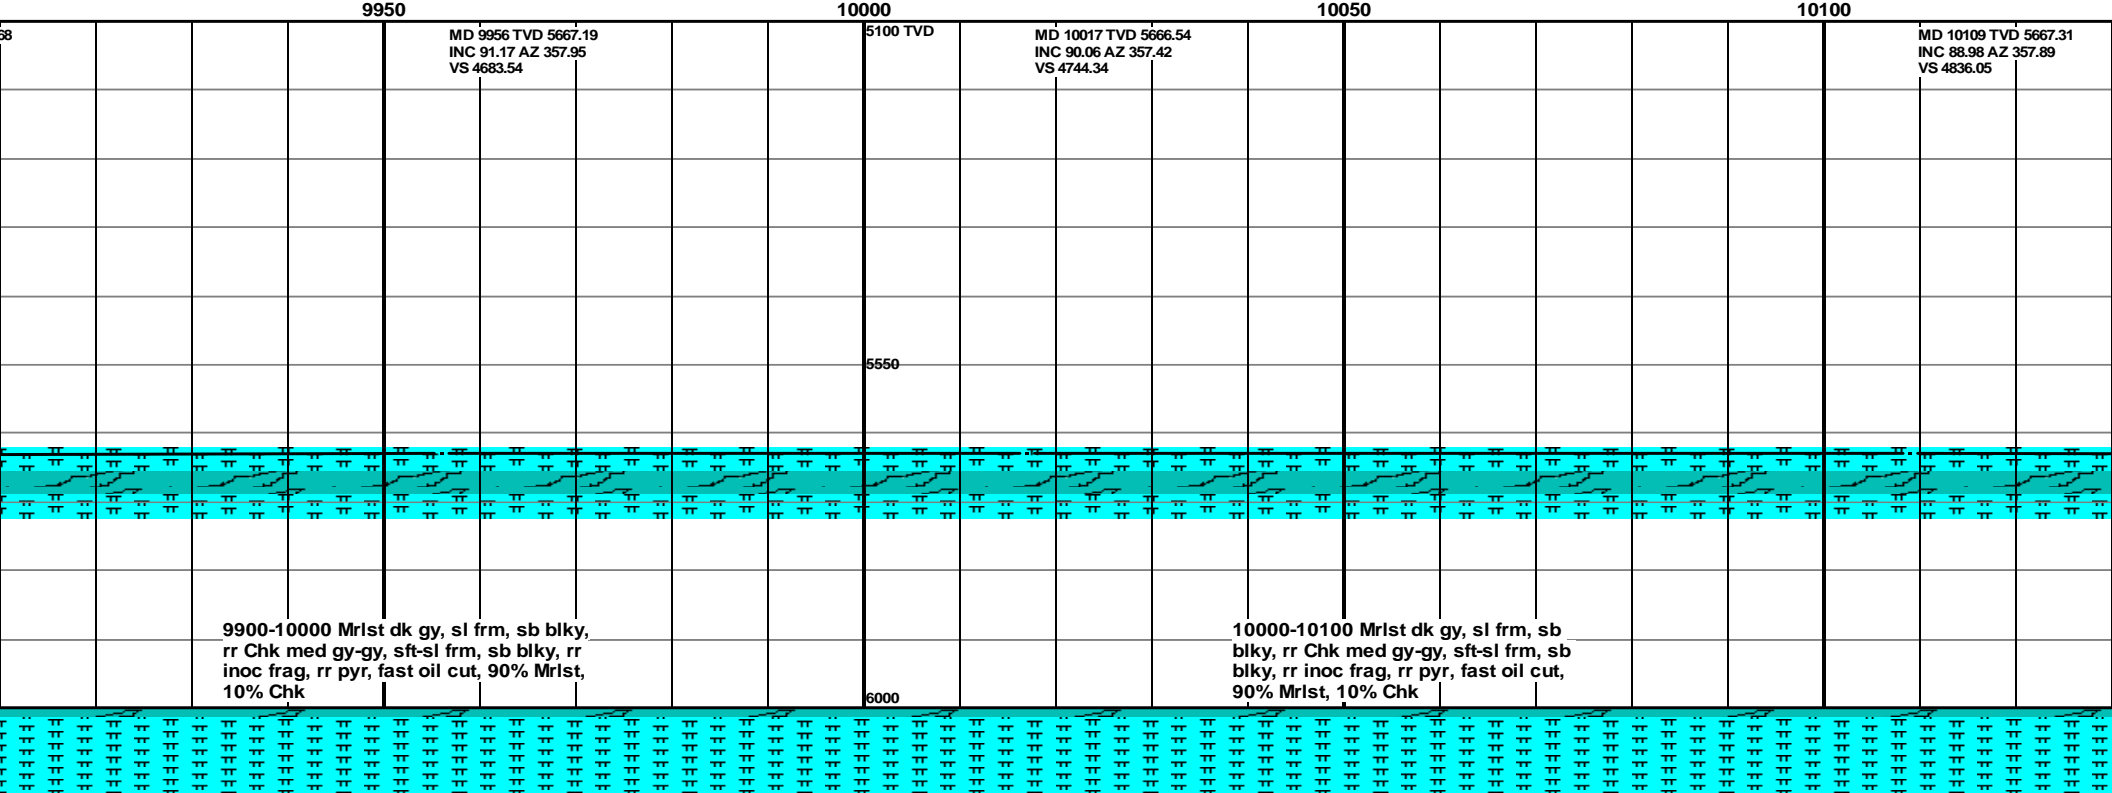 9950
10000
10050
10100
68
MD 9956 TVD 5667.19
INC 91.17 AZ 357.95
VS 4683.54
5100 TVD
MD 10017 TVD 5666.54
INC 90.06 AZ 357.42
VS 4744.34
MD 10109 TVD 5667.31
INC 88.98 AZ 357.89
VS 4836.05
5550
9900-10000 Mrlst dk gy, sl frm, sb blky,
rr Chk med gy-gy, sft-sl frm, sb blky, rr
inoc frag, rr pyr, fast oil cut, 90% Mrlst,
10% Chk
10000-10100 Mrlst dk gy, sl frm, sb
blky, rr Chk med gy-gy, sft-sl frm, sb
blky, rr inoc frag, rr pyr, fast oil cut,
90% Mrlst, 10% Chk
6000